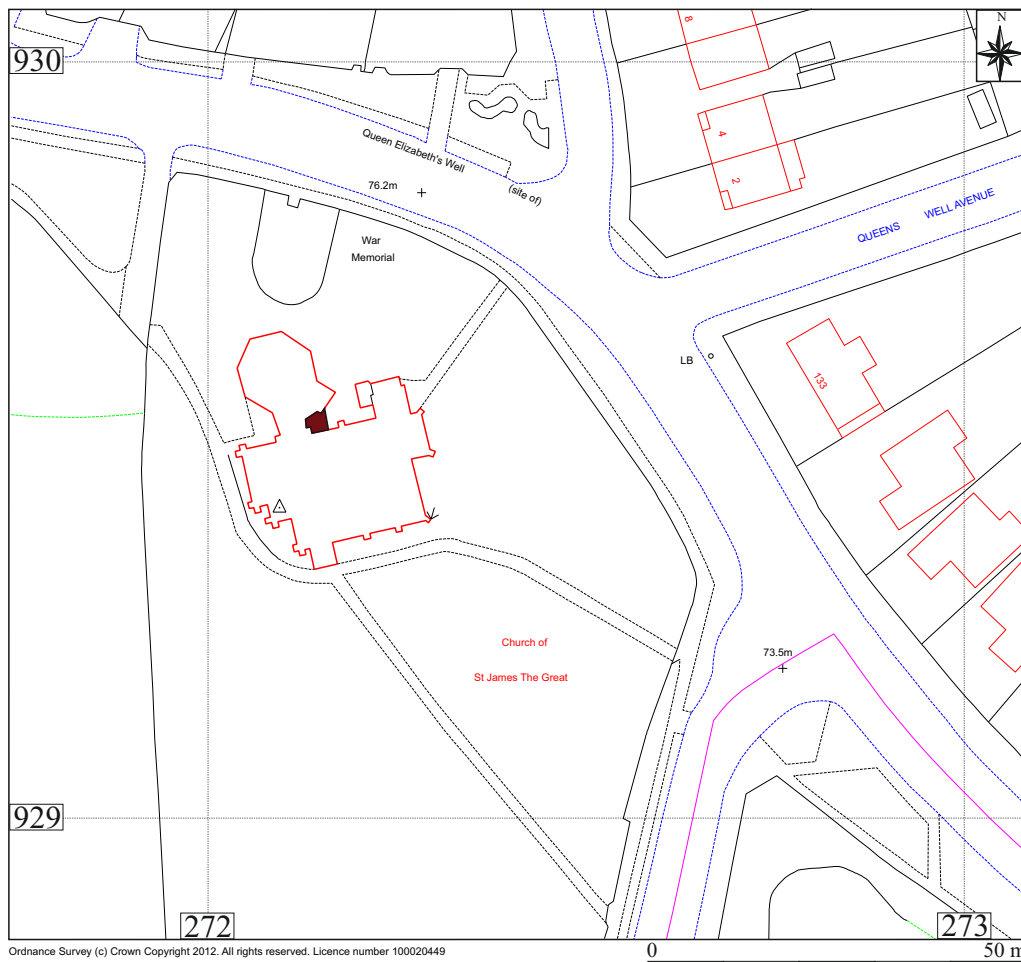 N
930
8
Queen Elizabeth's Well
(site of)
4
2
76.2m
QUEENS WELL AVENUE
War
Memorial
LB
133
Church of
St James The Great
73.5m
929
272
273
Ordnance Survey (c) Crown Copyright 2012. All rights reserved. Licence number 100020449
0
50 m